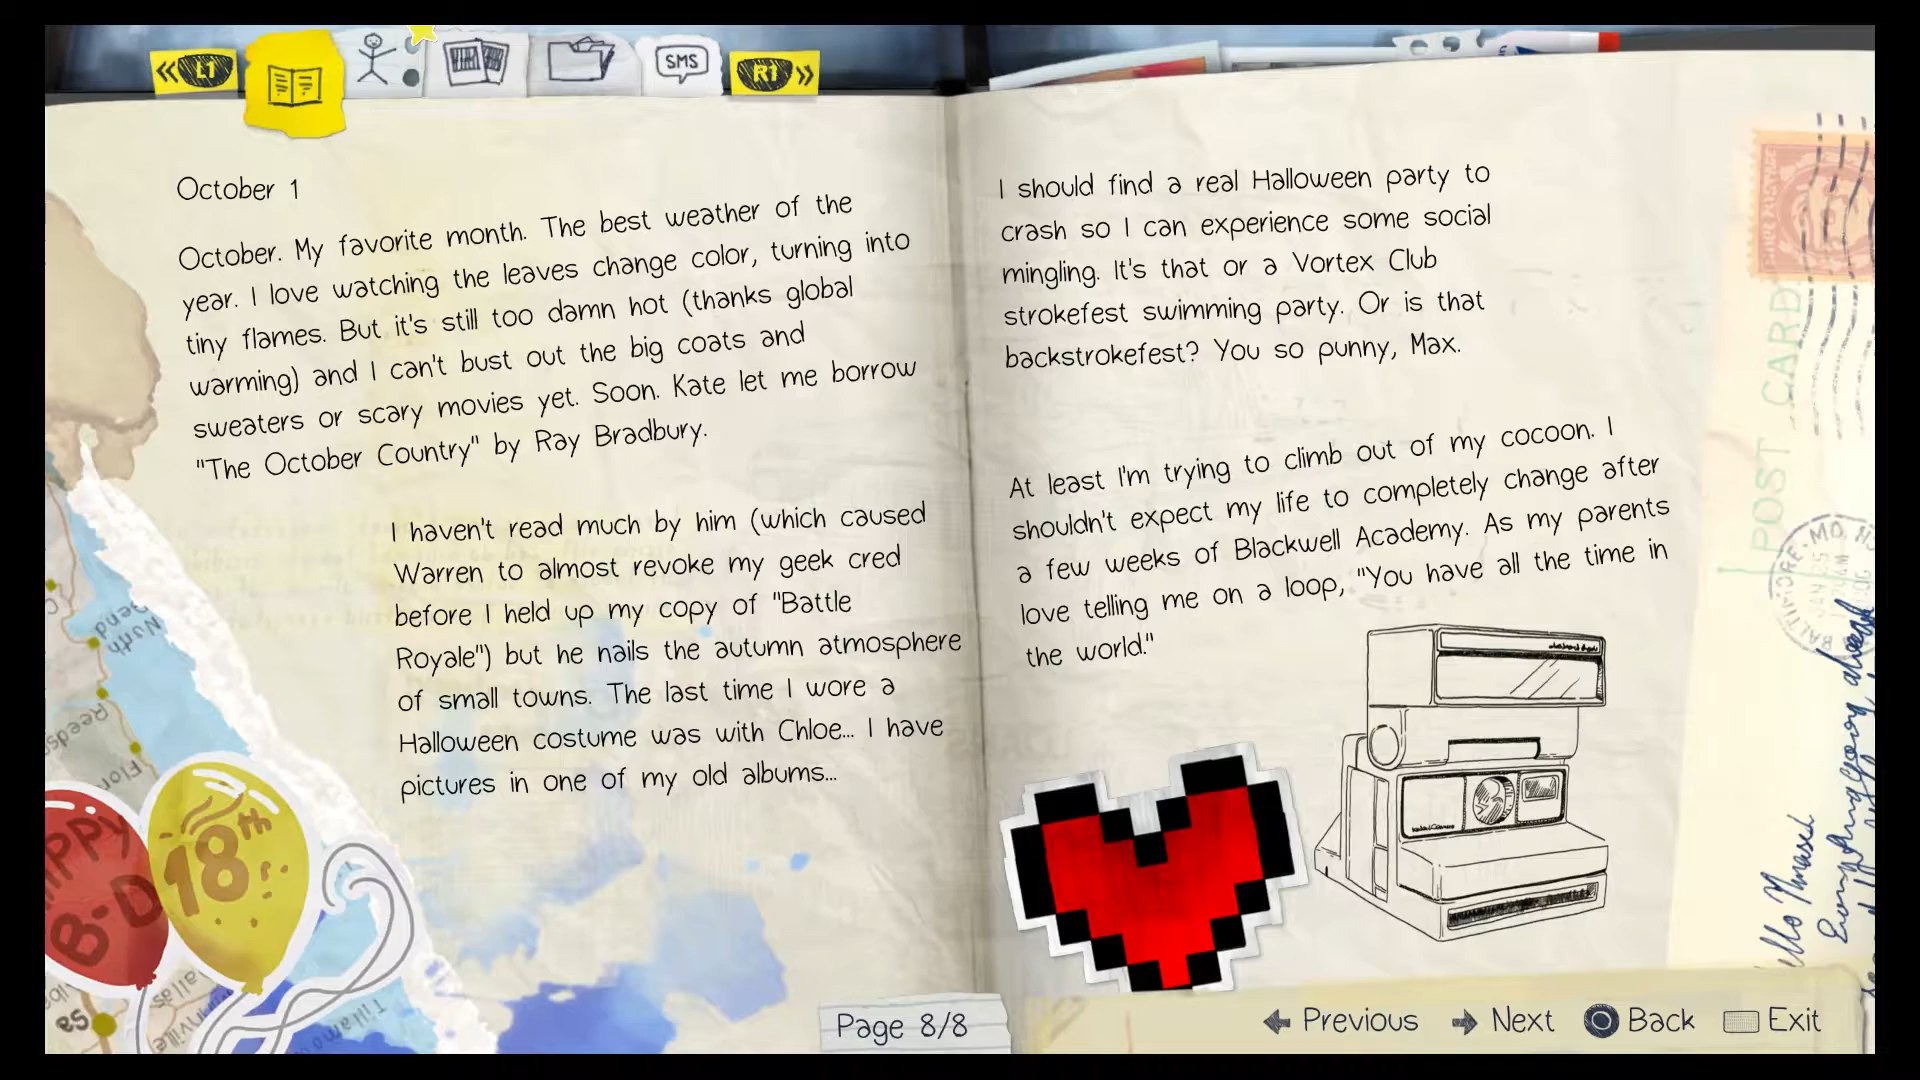 L1
SMS
R1
October 1
October. My favorite month. The best weather of the
year. I love watching the leaves change color, turning into
tiny flames. But it's still too damn hot (thanks global
warming) and I can't bust out the big coats and
sweaters or scary movies yet. Soon. Kate let me borrow
"The October Country" by Ray Bradbury.
I haven't read much by him (which caused
Warren to almost revoke my geek cred
before I held up my copy of "Battle
Royale") but he nails the autumn atmosphere
of small towns. The last time I wore a
Halloween costume was with Chloe... I have
pictures in one of my old albums...
I should find a real Halloween party to
crash so I can experience some social
mingling. It's that or a Vortex Club
strokefest swimming party. Or is that
backstrokefest? You so punny, Max.
At least I'm trying to climb out of my cocoon. I
shouldn't expect my life to completely change after
a few weeks of Blackwell Academy. As my parents
love telling me on a loop, "You have all the time in
the world."
POST CARD
North
Bend
18th
B-D
Page 8/8
Previous
Next
Back
Exit